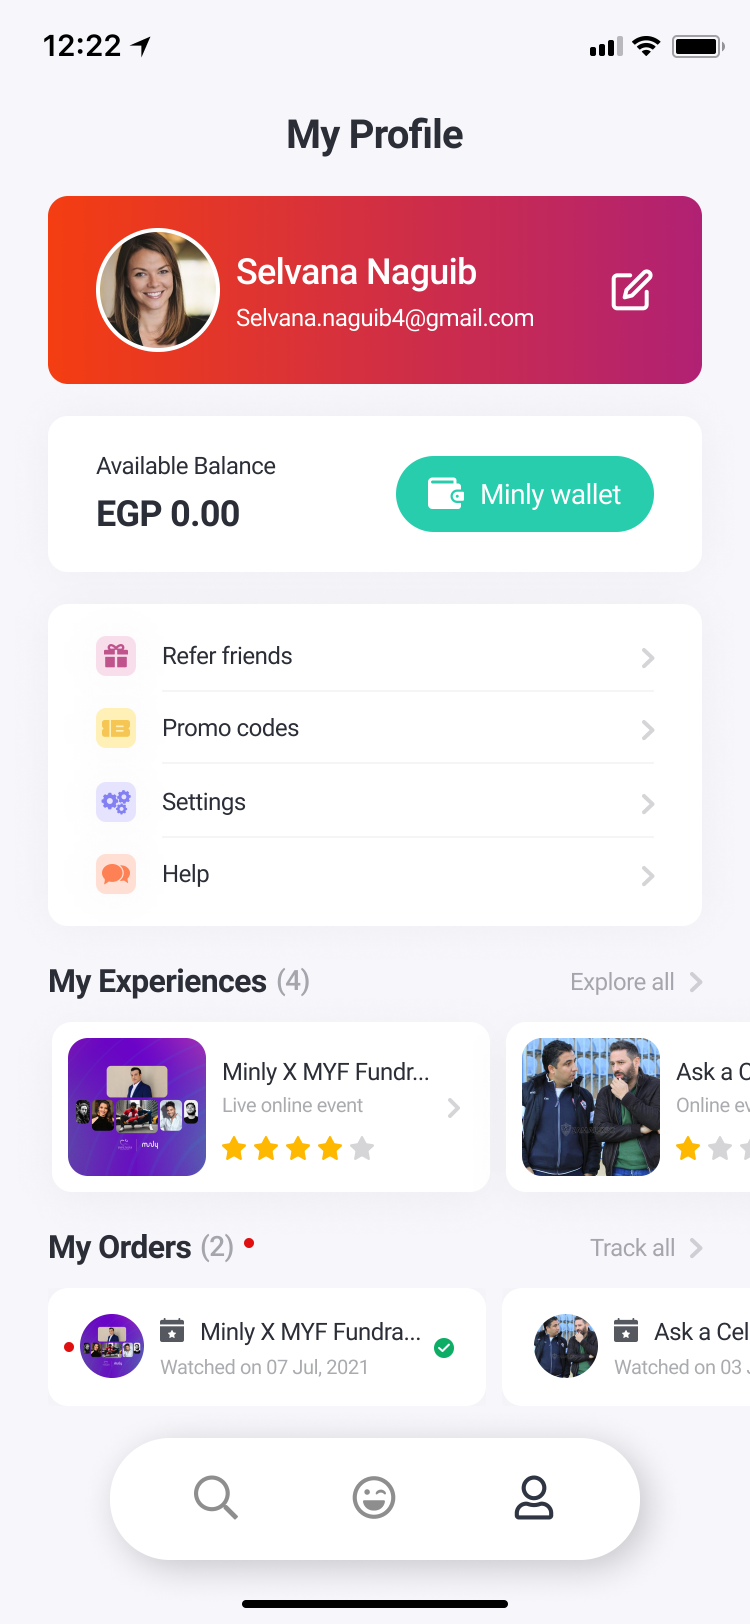 12:22
My Profile
Selvana Naguib
Selvana.naguib4@gmail.com
Available Balance
EGP 0.00
Minly wallet
Refer friends
Promo codes
Settings
Help
My Experiences (4)
Explore all
Minly X MYF Fundr...
Live online event
Ask a C
Online ev
My Orders (2)
Track all
Minly X MYF Fundra...
Watched on 07 Jul, 2021
Ask a Cel
Watched on 03 J